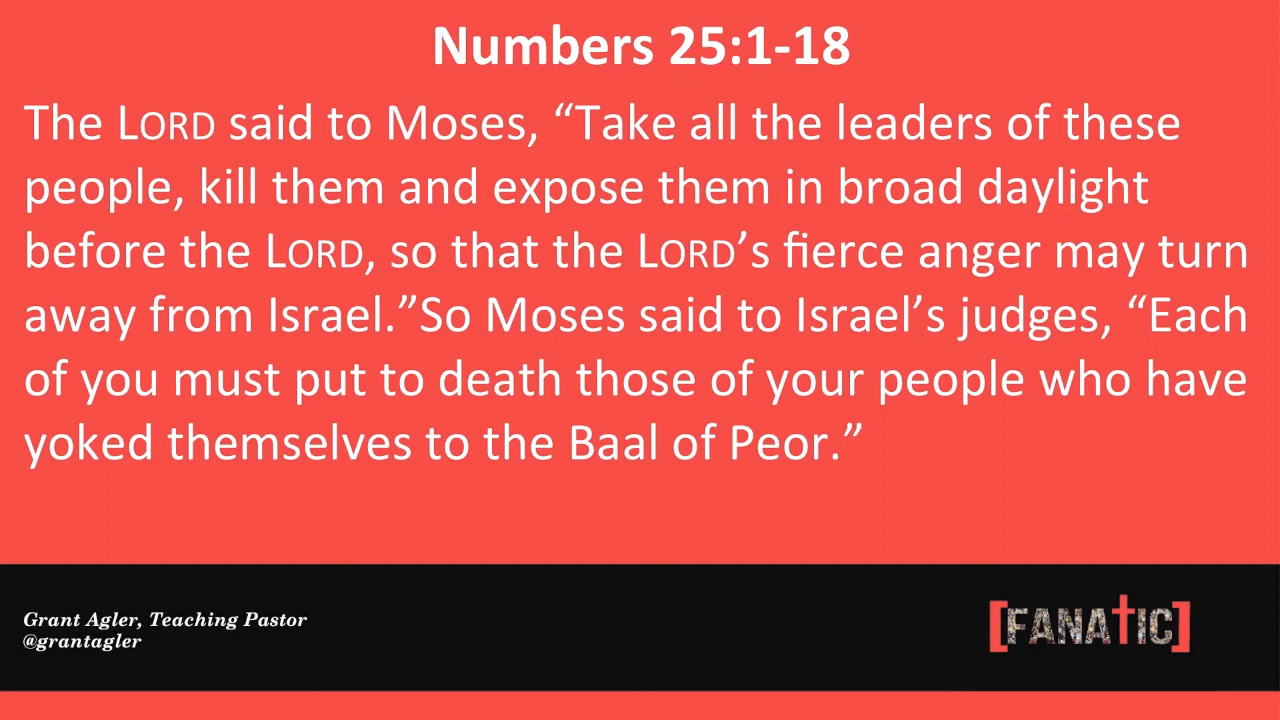 Numbers 25:1-18
The LORD said to Moses, “Take all the leaders of these
people, kill them and expose them in broad daylight
before the LORD, so that the LORD’s fierce anger may turn
away from Israel.”So Moses said to Israel’s judges, “Each
of you must put to death those of your people who have
yoked themselves to the Baal of Peor.”
Grant Agler, Teaching Pastor
@grantagler
[FANATIC]